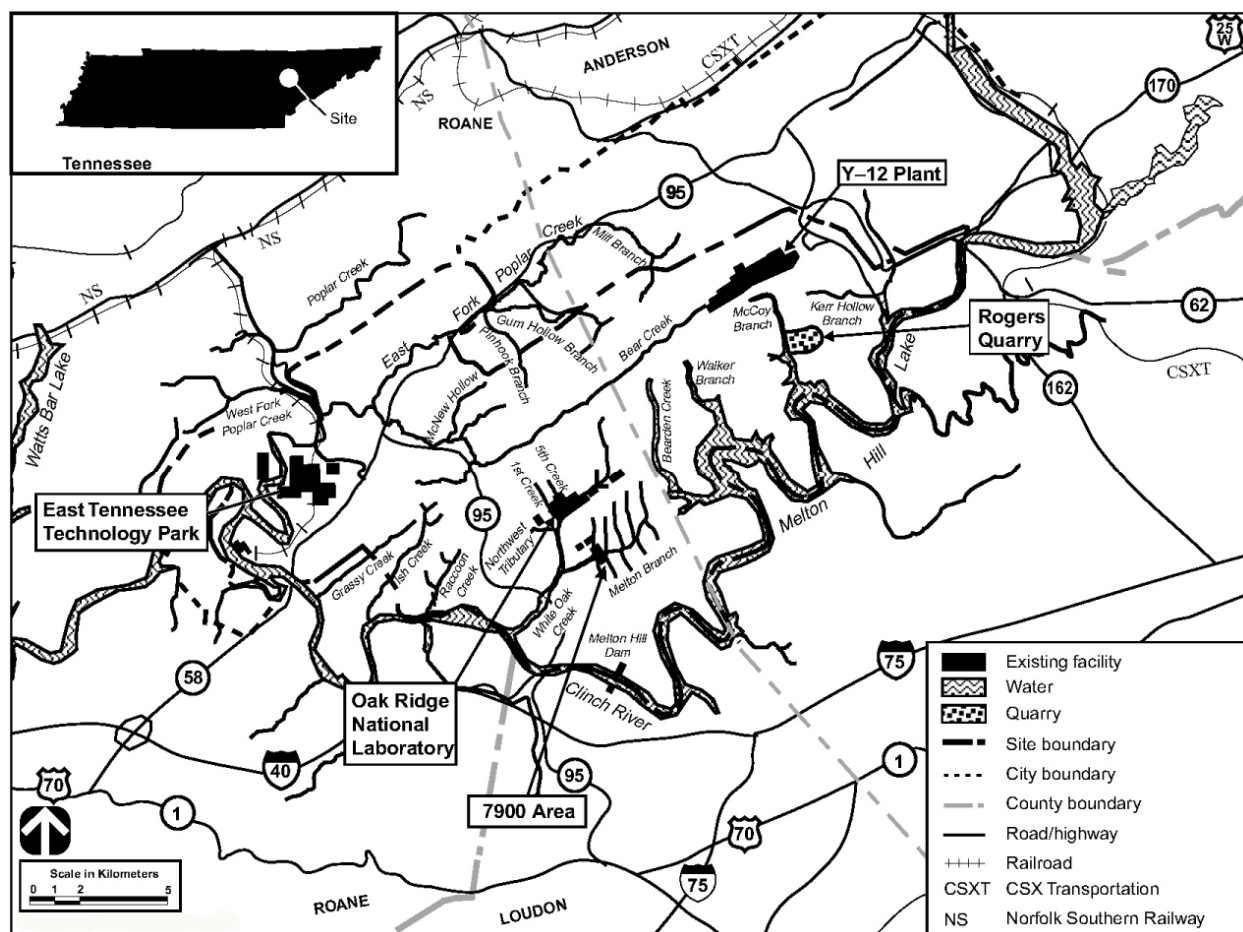 Tennessee
Site
ANDERSON
CSXT
NS
ROANE
25
W
170
NS
NS
Y–12 Plant
95
Poplar Creek
East Fork Poplar Creek
Mill Branch
Gum Hollow Branch
Pinhook Branch
McNew Hollow
Bear Creek
McCoy
Branch
Kerr Hollow
Branch
Rogers
Quarry
62
CSXT
162
Walker
Branch
Bearden Creek
Watts Bar Lake
West Fork
Poplar Creek
Melton Hill Lake
East Tennessee
Technology Park
95
1st Creek
5th Creek
Northwest
Tributary
Grassy Creek
Ish Creek
Raccoon
Creek
Melton Branch
White Oak
Creek
Melton Hill
Dam
Clinch River
58
75
Oak Ridge
National
Laboratory
40
70
7900 Area
95
1
1
70
75
ROANE
LOUDON
Scale in Kilometers
0 1 2 5
Existing facility
Water
Quarry
Site boundary
City boundary
County boundary
Road/highway
Railroad
CSXT CSX Transportation
NS Norfolk Southern Railway